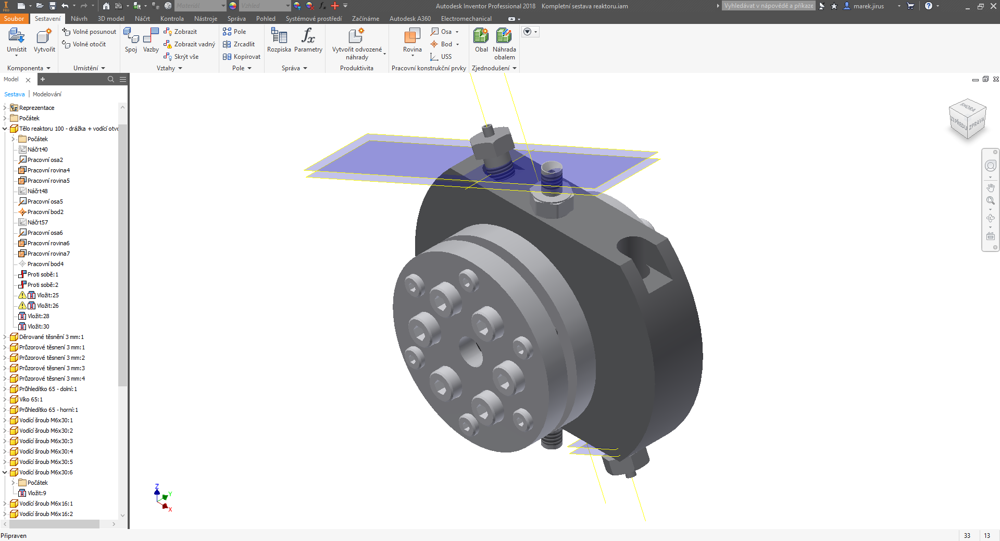 PRO
Materiál
Vzhled
Autodesk Inventor Professional 2018 Kompletní sestava reaktoru.iam
Vyhledávat v nápovědě a příkaze
marek.jirus
Soubor
Sestavení
Návrh
3D model
Náčrt
Kontrola
Nástroje
Správa
Pohled
Systémové prostředí
Začínáme
Autodesk A360
Electromechanical
Umístit
Vytvořit
Volné posunout
Volné otočit
Spoj
Vazby
Zobrazit
Zobrazit vadný
Skrýt vše
Pole
Zrcadlit
Kopírovat
Rozpiska
Parametry
Vytvořit odvozené
náhrady
Rovina
Osa
Bod
USS
Obal
Náhrada
obalem
Komponenta
Umístění
Vztahy
Pole
Správa
Produktivita
Pracovní konstrukční prvky
Zjednodušení
Model
Sestava
Modelování
Reprezentace
Počátek
Tělo reaktoru 100 - drážka + vodící otvo
Počátek
Náčrt40
Pracovní osa2
Pracovní rovina4
Pracovní rovina5
Náčrt48
Pracovní osa5
Pracovní bod2
Náčrt57
Pracovní osa6
Pracovní rovina6
Pracovní rovina7
Pracovní bod4
Proti sobě:1
Proti sobě:2
Vložit:25
Vložit:26
Vložit:28
Vložit:30
Děrované těsnění 3 mm:1
Průzorové těsnení 3 mm:1
Průzorové těsnení 3 mm:2
Průzorové těsnení 3 mm:3
Průzorové těsnení 3 mm:4
Průhledítko 65 - dolní:1
Víko 65:1
Průhledítko 65 - horní:1
Vodící šroub M6x30:1
Vodící šroub M6x30:2
Vodící šroub M6x30:3
Vodící šroub M6x30:4
Vodící šroub M6x30:5
Vodící šroub M6x30:6
Počátek
Vložit:9
Vodící šroub M6x16:1
Vodící šroub M6x16:2
SHORA
ZEPŘEDU
ZPRAVA
Z
Y
X
Připraven
33
13